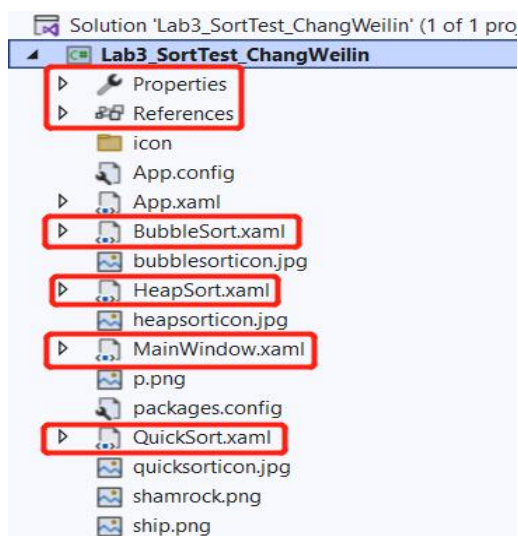 Solution 'Lab3_SortTest_ChangWeilin' (1 of 1 pro
Lab3_SortTest_ChangWeilin
Properties
References
icon
App.config
App.xaml
BubbleSort.xaml
bubblesorticon.jpg
HeapSort.xaml
heapsorticon.jpg
MainWindow.xaml
p.png
packages.config
QuickSort.xaml
quicksorticon.jpg
shamrock.png
ship.png